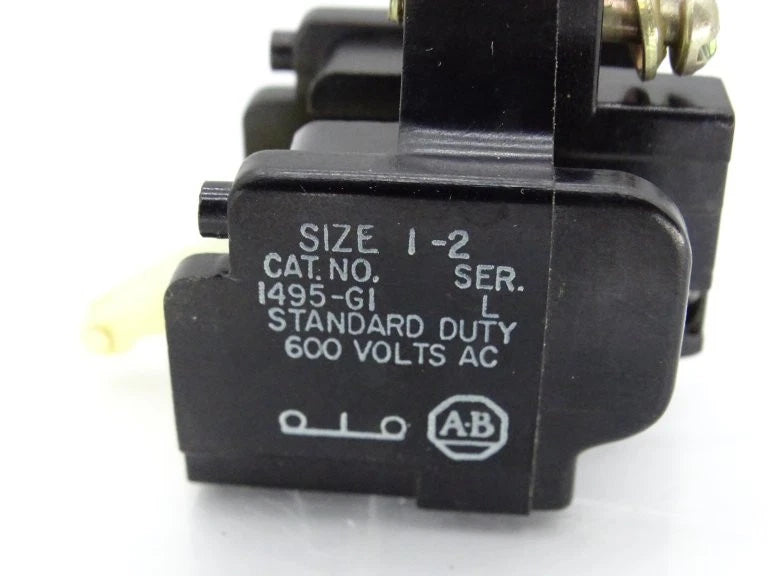 SIZE 1-2
CAT. NO. SER.
1495-G1 L
STANDARD DUTY
600 VOLTS AC
A-B